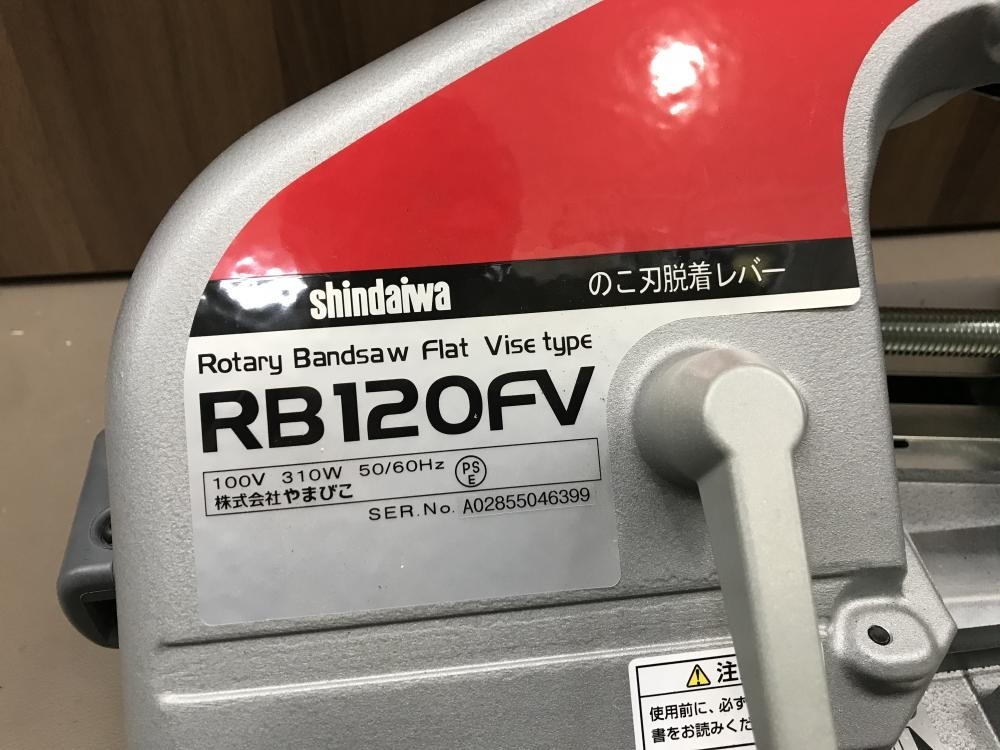 shindaiwa のこ刃脱着レバー
Rotary Bandsaw Flat Vise type
RB120FV
100V 310W 50/60Hz PSE
株式会社やまびこ
SER.No. A02855046399
注
使用前に、必ず
書をお読みくだ